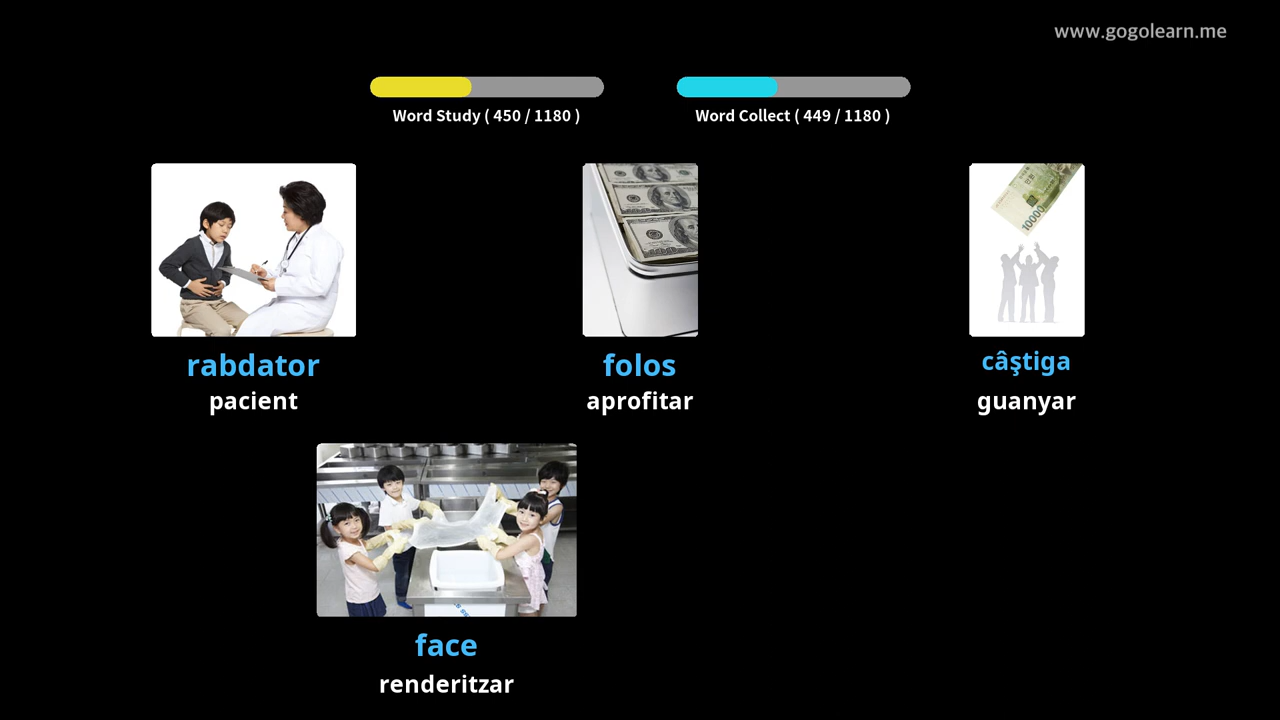 www.gogolearn.me
Word Study ( 450 / 1180 )
Word Collect ( 449 / 1180 )
10000
rabdator
folos
câştiga
pacient
aprofitar
guanyar
face
renderitzar